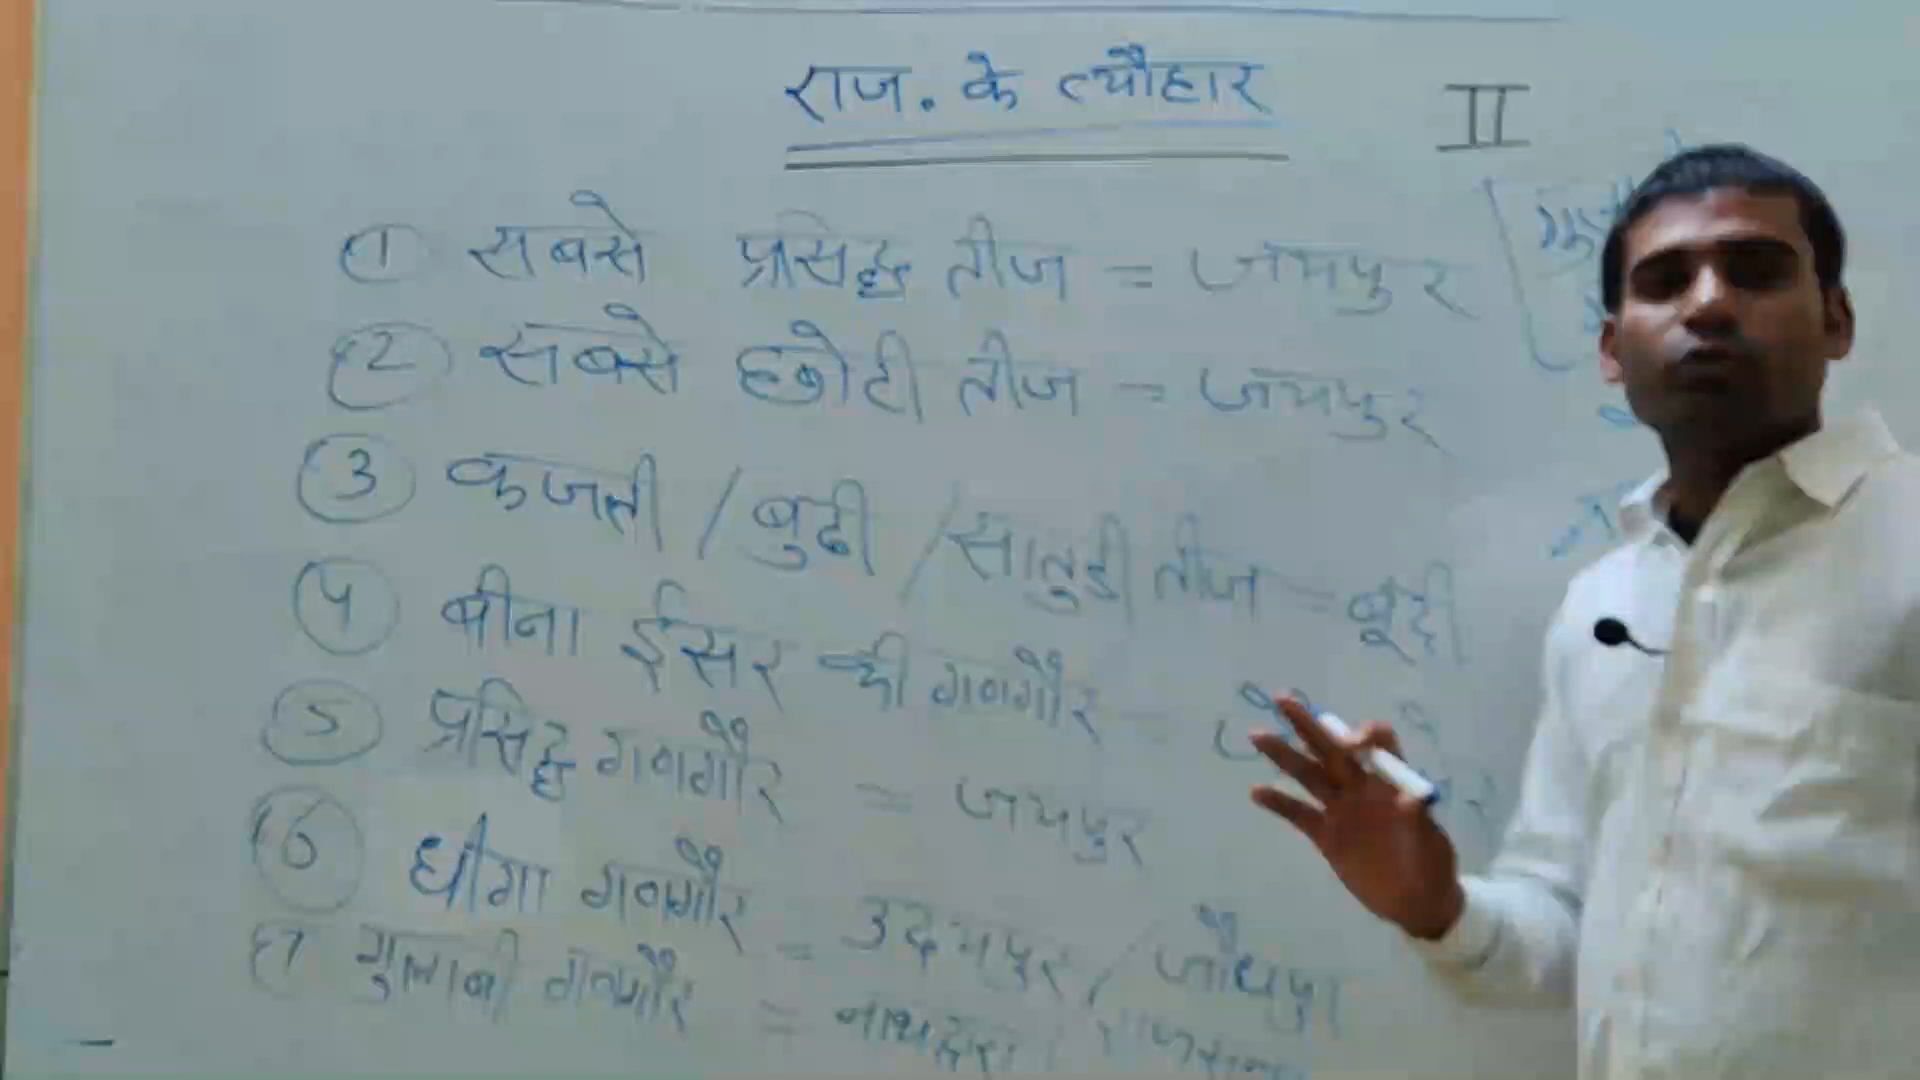 राज. के त्यौहार II
① सबसे प्रसिद्ध तीज = जयपुर
② सबसे छोटी तीज = जयपुर
③ कजली / बुढी / सातुडी तीज = बूंदी
④ बीना ईसर की गणगौर -
⑤ प्रसिद्ध गणगौर = जयपुर
⑥ धीगा गणगौर = उदयपुर / जोधपुर
7 गुलाबी गणगौर = नाथद्वारा